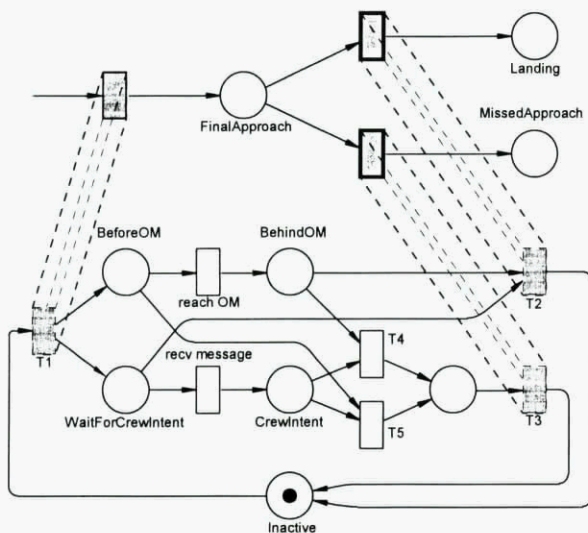 Landing
FinalApproach
MissedApproach
BeforeOM
BehindOM
reach OM
T2
T1
recv message
T4
WaitForCrewIntent
CrewIntent
T5
T3
Inactive